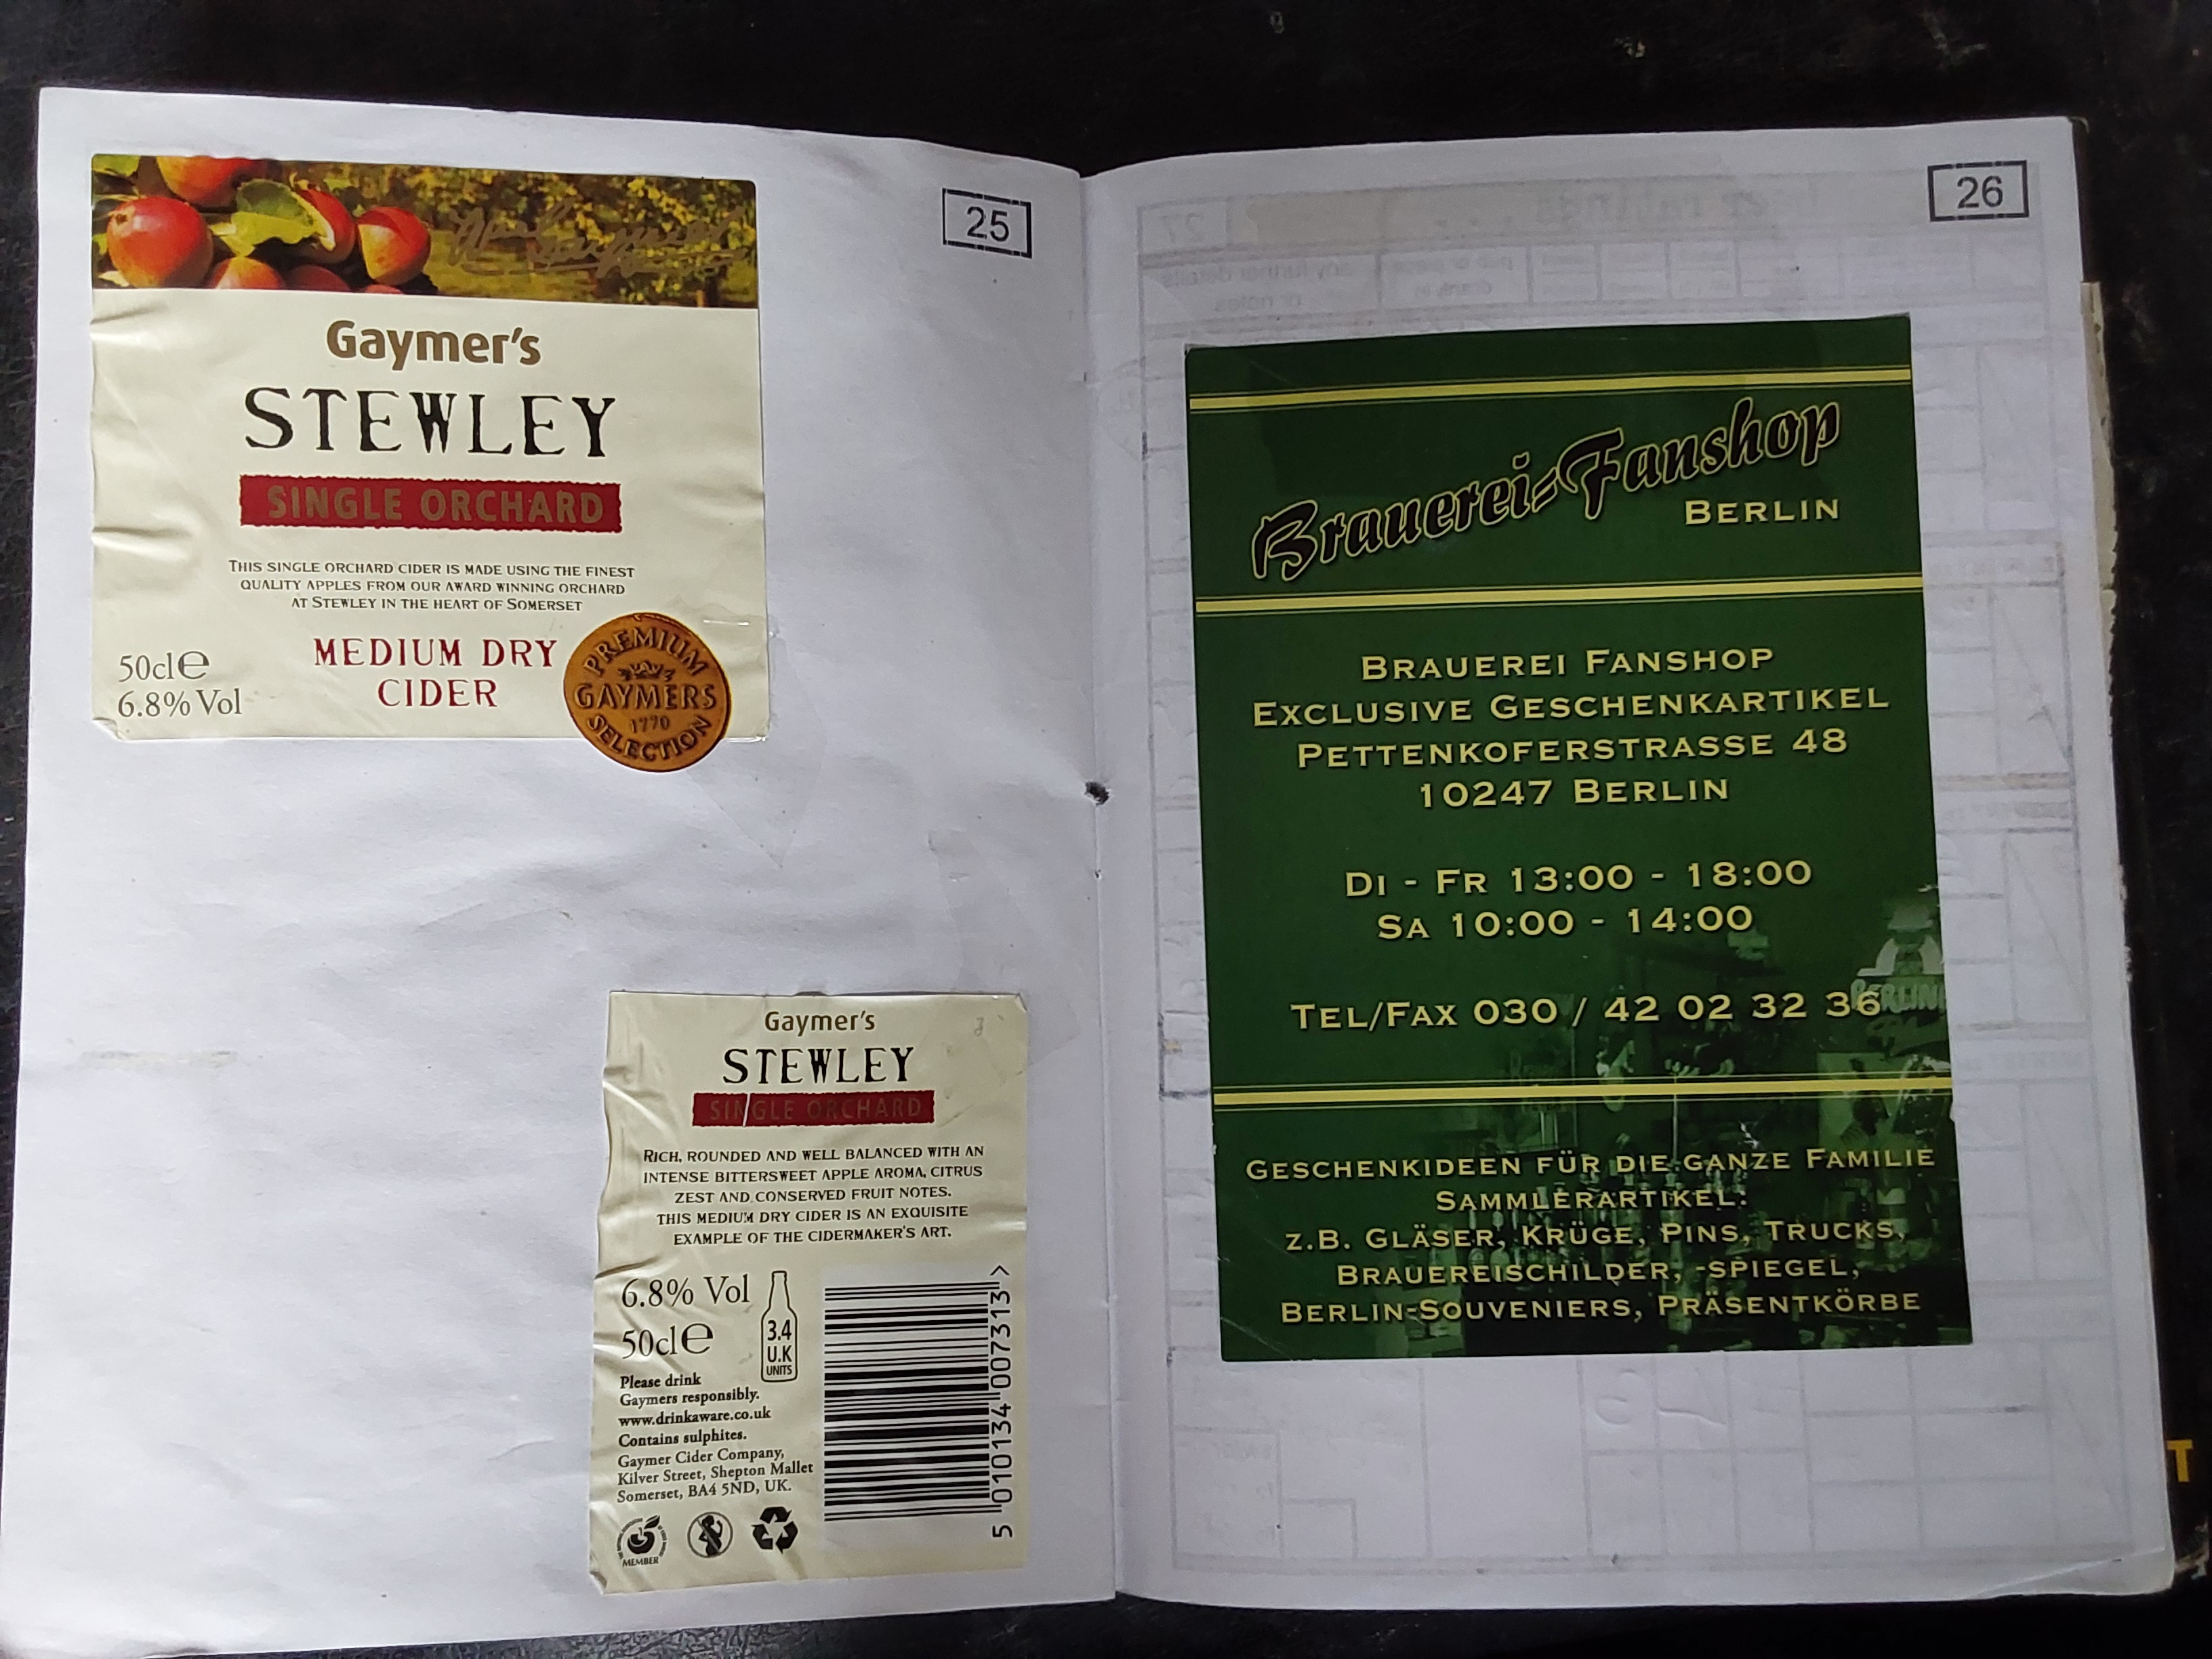 25
Gaymer's
STEWLEY
SINGLE ORCHARD
THIS SINGLE ORCHARD CIDER IS MADE USING THE FINEST
QUALITY APPLES FROM OUR AWARD WINNING ORCHARD
AT STEWLEY IN THE HEART OF SOMERSET
MEDIUM DRY
CIDER
50cl e
6.8% Vol
PREMIUM
GAYMERS
1770
SELECTION
Gaymer's
STEWLEY
SINGLE ORCHARD
RICH, ROUNDED AND WELL BALANCED WITH AN
INTENSE BITTERSWEET APPLE AROMA, CITRUS
ZEST AND CONSERVED FRUIT NOTES.
THIS MEDIUM DRY CIDER IS AN EXQUISITE
EXAMPLE OF THE CIDERMAKER'S ART.
6.8% Vol
50cl e
3.4
U.K
UNITS
Please drink
Gaymers responsibly.
www.drinkaware.co.uk
Contains sulphites.
Gaymer Cider Company,
Kilver Street, Shepton Mallet
Somerset, BA4 5ND, UK.
MEMBER
5 010134 007313 >
26
Brauerei-Fanshop
BERLIN
BRAUEREI FANSHOP
EXCLUSIVE GESCHENKARTIKEL
PETTENKOFERSTRASSE 48
10247 BERLIN
DI - FR 13:00 - 18:00
SA 10:00 - 14:00
TEL/FAX 030 / 42 02 32 36
BERLIN
GESCHENKIDEEN FÜR DIE GANZE FAMILIE
SAMMLERARTIKEL:
Z.B. GLÄSER, KRÜGE, PINS, TRUCKS,
BRAUEREISCHILDER, -SPIEGEL,
BERLIN-SOUVENIERS, PRÄSENTKÖRBE
T